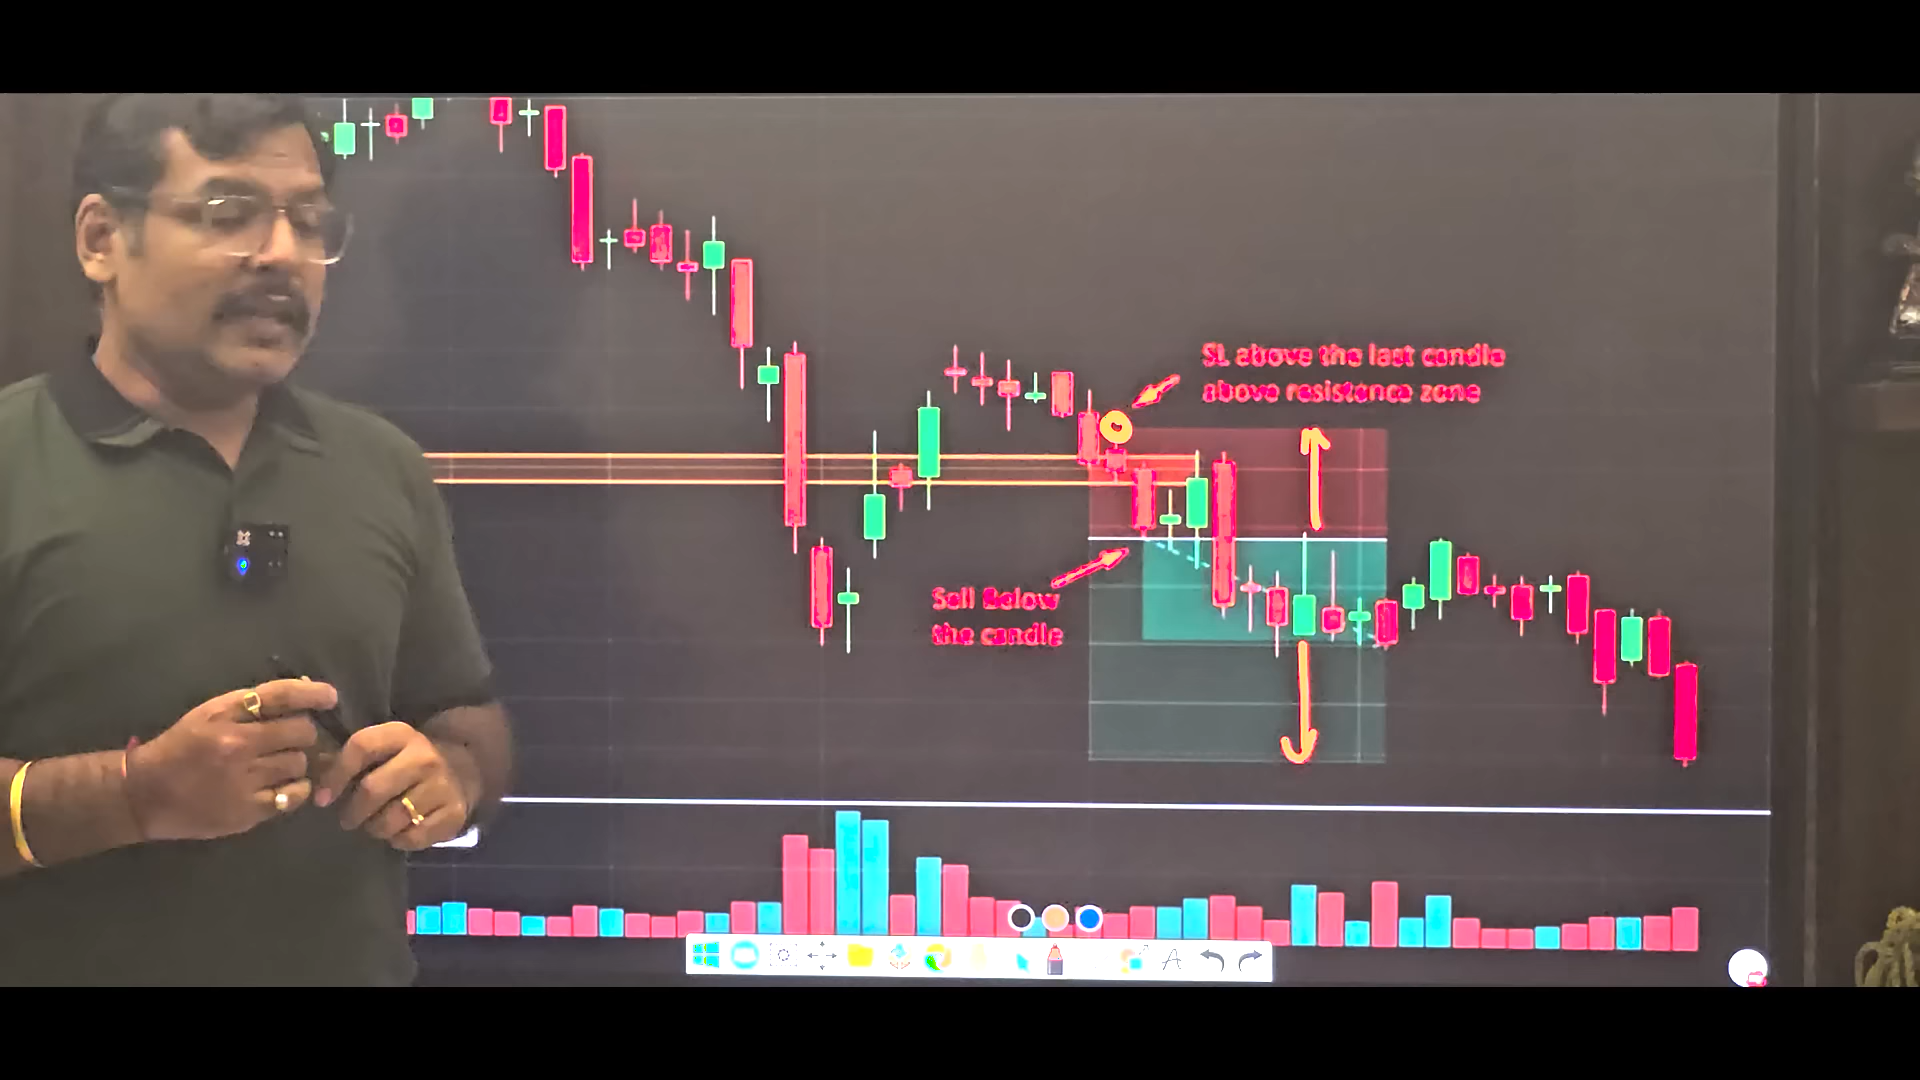 SL above the last candle
above resistance zone
Sell Below
the candle
A